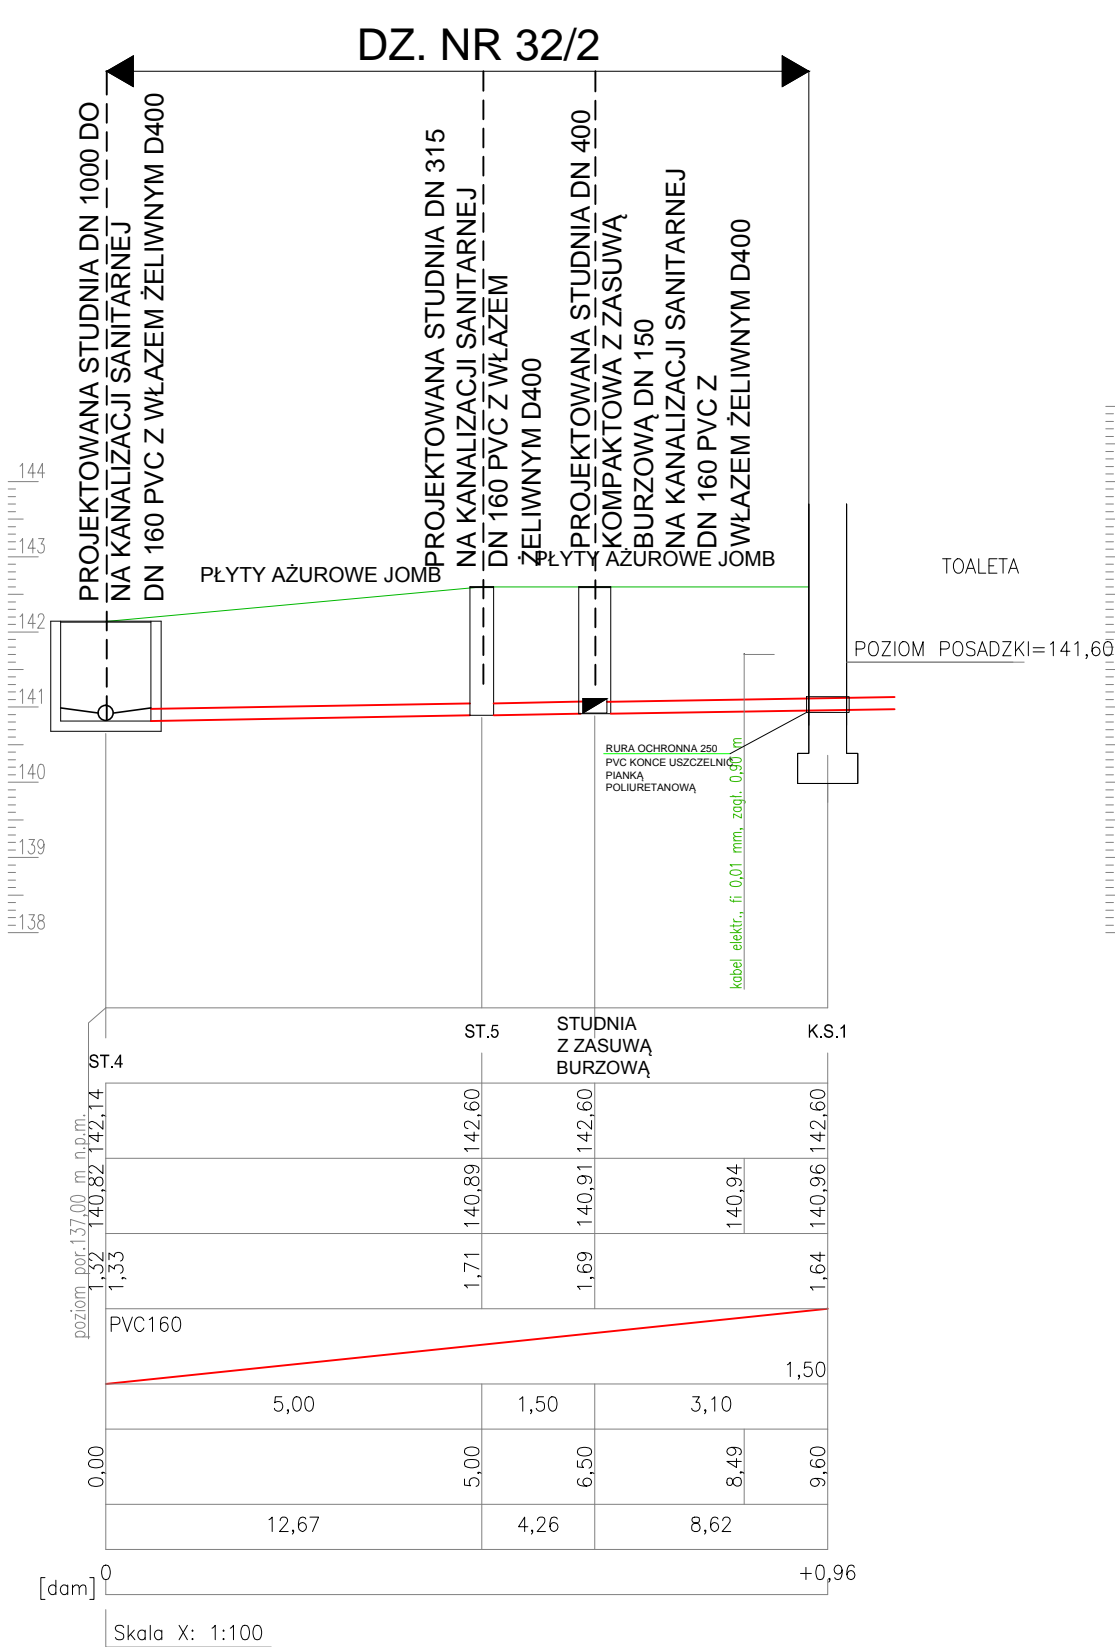 DZ. NR 32/2
PROJEKTOWANA STUDNIA DN 1000 DO
NA KANALIZACJI SANITARNEJ
DN 160 PVC Z WŁAZEM ŻELIWNYM D400
PROJEKTOWANA STUDNIA DN 315
NA KANALIZACJI SANITARNEJ
DN 160 PVC Z WŁAZEM
ŻELIWNYM D400
PROJEKTOWANA STUDNIA DN 400
KOMPAKTOWA Z ZASUWĄ
BURZOWĄ DN 150
NA KANALIZACJI SANITARNEJ
DN 160 PVC Z
WŁAZEM ŻELIWNYM D400
144
143
142
141
140
139
138
PŁYTY AŻUROWE JOMB
PŁYTY AŻUROWE JOMB
TOALETA
POZIOM POSADZKI=141,60
RURA OCHRONNA 250
PVC KONCE USZCZELNIĆ
PIANKĄ
POLIURETANOWĄ
kabel elektr., fi 0,01 mm, zagł. 0,90 m
ST.4
ST.5
STUDNIA
Z ZASUWĄ
BURZOWĄ
K.S.1
poziom por.137,00 m n.p.m.
142,14
142,60
142,60
142,60
140,82
140,89
140,91
140,94
140,96
1,32
1,33
1,71
1,69
1,64
PVC160
1,50
5,00
1,50
3,10
0,00
5,00
6,50
8,49
9,60
12,67
4,26
8,62
[dam]
0
+0,96
Skala X: 1:100